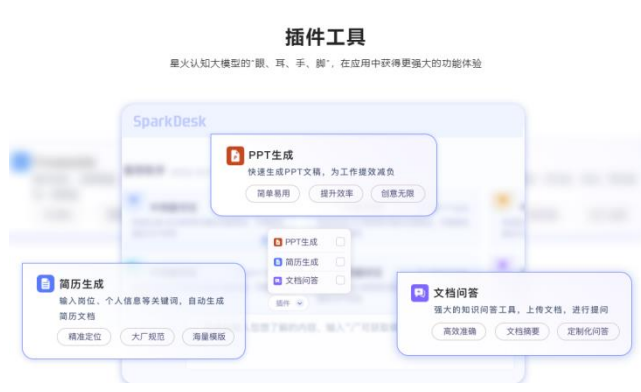 插件工具
星火认知大模型的“眼、耳、手、脚”，在应用中获得更强大的功能体验
SparkDesk
PPT生成
快速生成PPT文稿，为工作提效减负
简单易用 提升效率 创意无限
PPT生成
简历生成
文档问答
插件
简历生成
输入岗位、个人信息等关键词，自动生成
简历文档
精准定位 大厂规范 海量模版
文档问答
强大的知识问答工具，上传文档，进行提问
高效准确 文档摘要 定制化问答